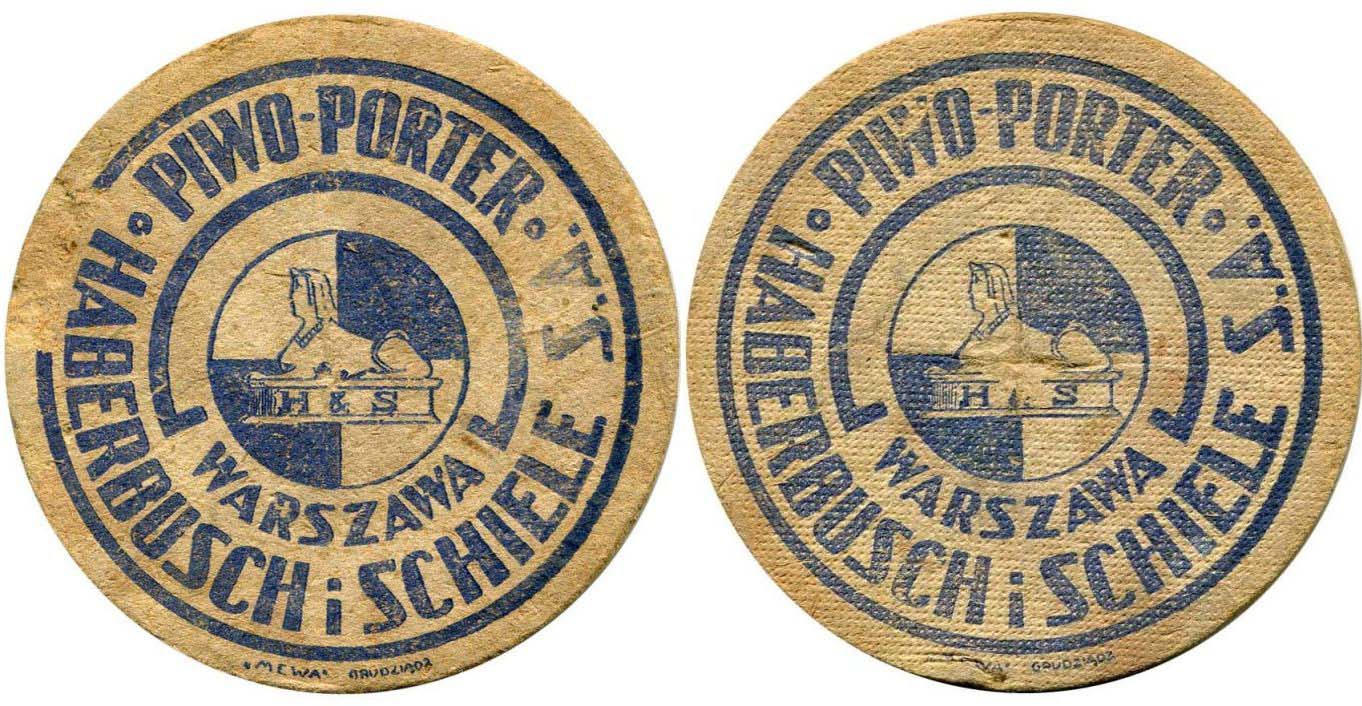 • PIWO-PORTER •
HABERBUSCH i SCHIELE S.A.
H & S
WARSZAWA
"MEWA" GRUDZIĄDZ
• PIWO-PORTER •
HABERBUSCH i SCHIELE S.A.
H & S
WARSZAWA
GRUDZIĄDZ